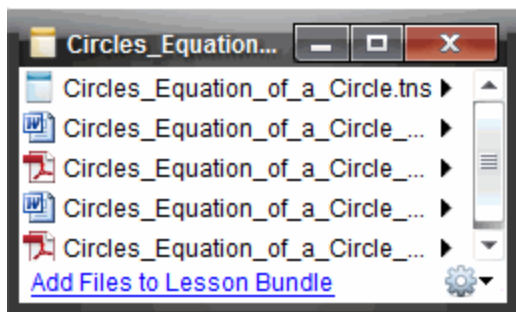 Circles_Equation...
Circles_Equation_of_a_Circle.tns
Circles_Equation_of_a_Circle_...
Circles_Equation_of_a_Circle_...
Circles_Equation_of_a_Circle_...
Circles_Equation_of_a_Circle_...
Add Files to Lesson Bundle